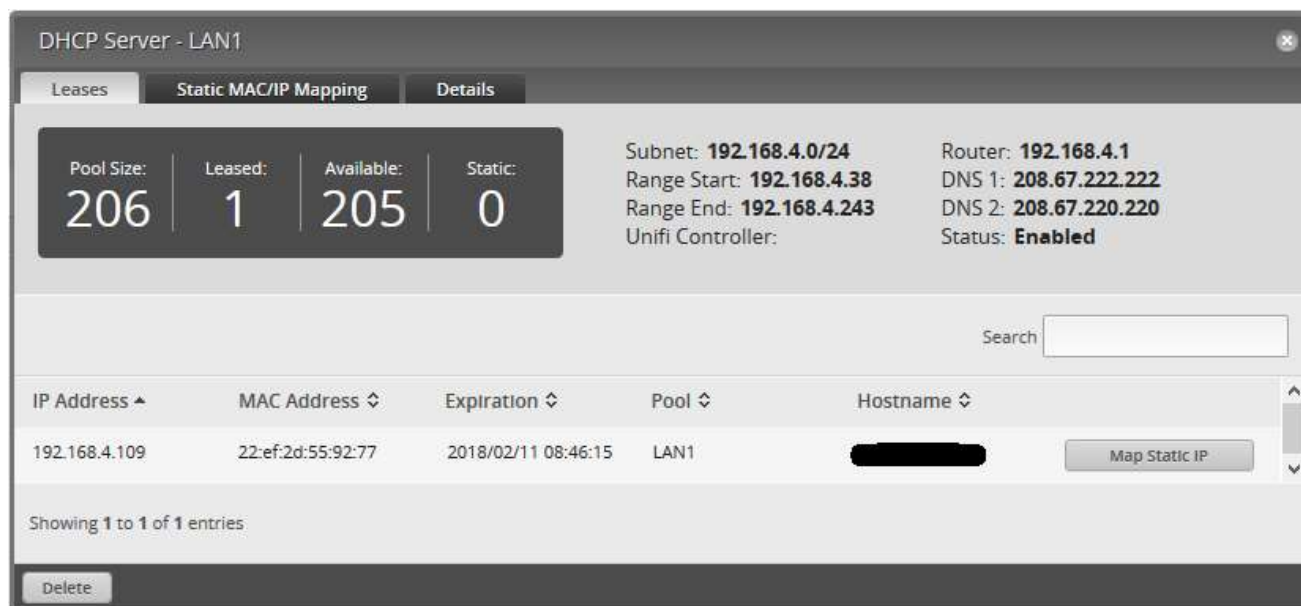 DHCP Server - LAN1
Leases Static MAC/IP Mapping Details
Pool Size: Leased: Available: Static:
206 1 205 0
Subnet: 192.168.4.0/24
Range Start: 192.168.4.38
Range End: 192.168.4.243
Unifi Controller:
Router: 192.168.4.1
DNS 1: 208.67.222.222
DNS 2: 208.67.220.220
Status: Enabled
Search
IP Address MAC Address Expiration Pool Hostname
192.168.4.109 22:ef:2d:55:92:77 2018/02/11 08:46:15 LAN1 Map Static IP
Showing 1 to 1 of 1 entries
Delete